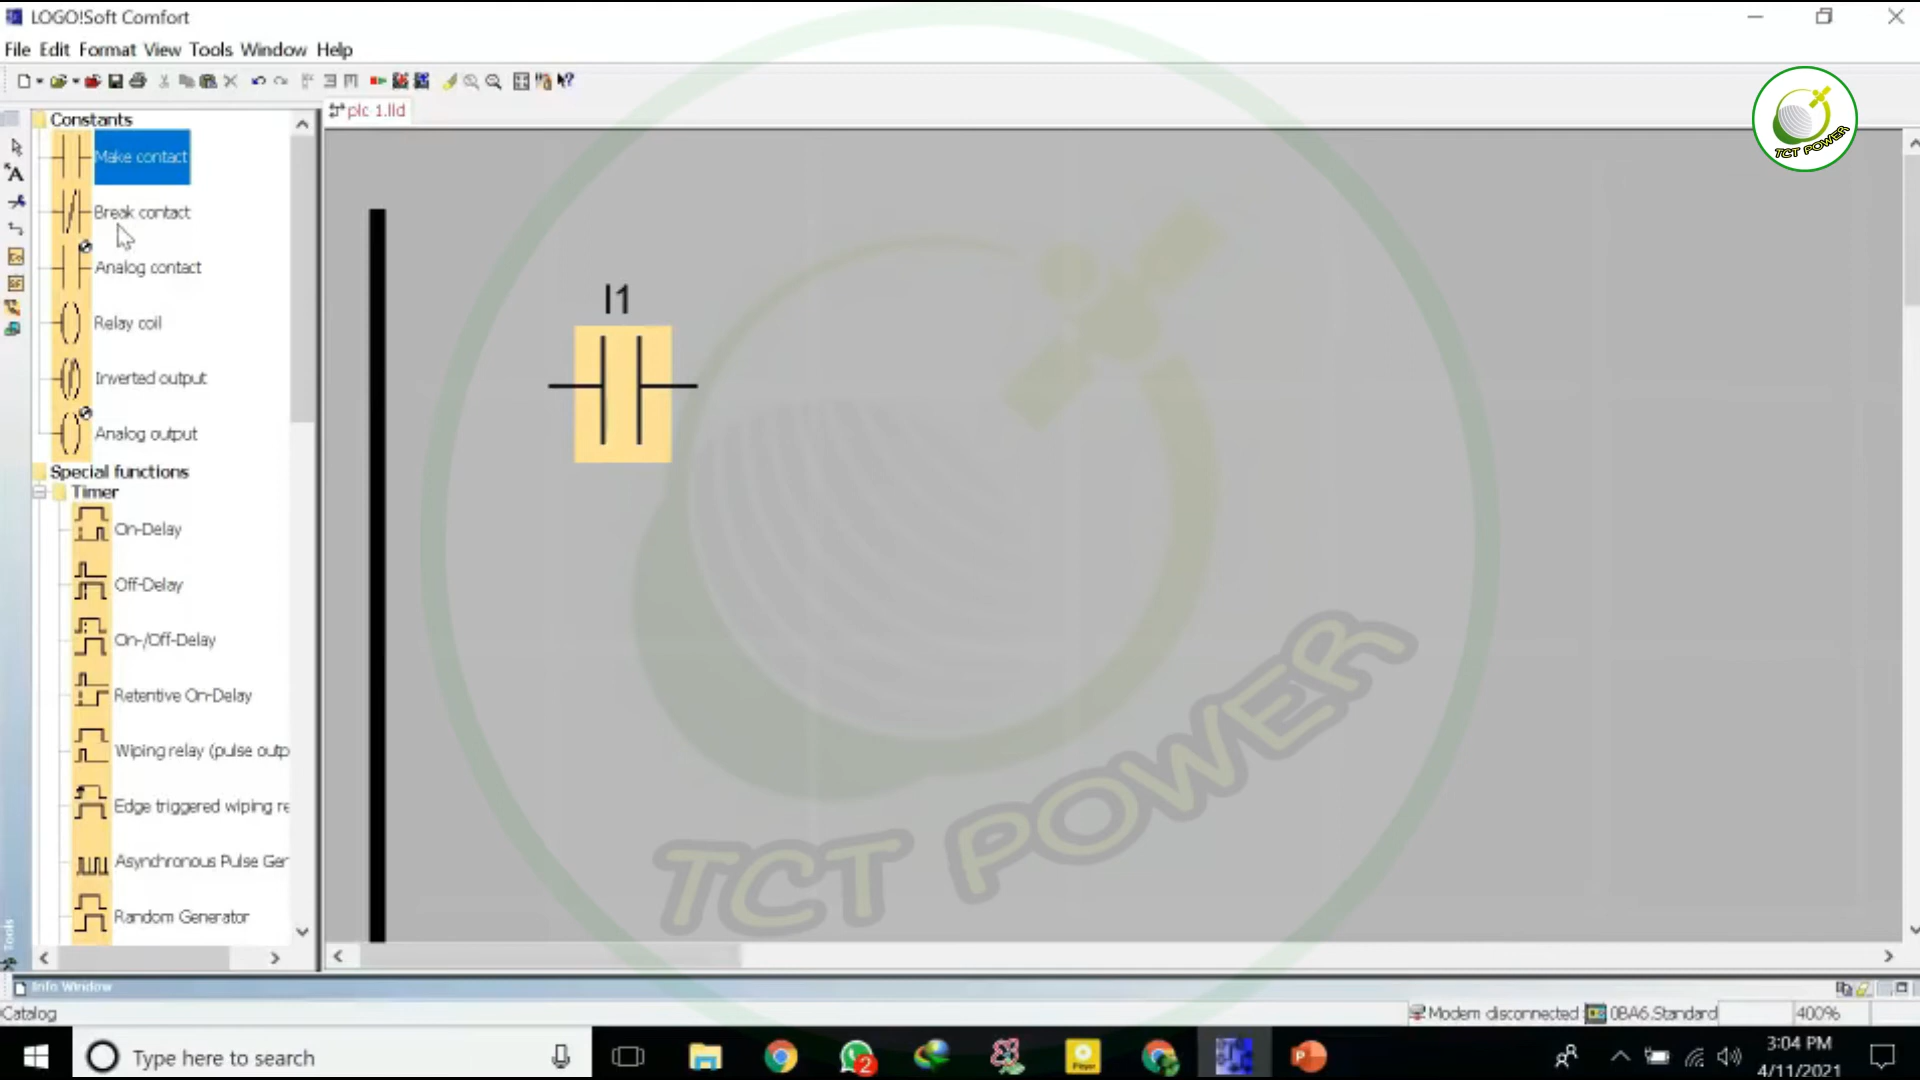 LOGO!Soft Comfort
File Edit Format View Tools Window Help
plc 1.lld
TCT POWER
Constants
Make contact
Break contact
Analog contact
Relay coil
Inverted output
Analog output
Special functions
Timer
On-Delay
Off-Delay
On-/Off-Delay
Retentive On-Delay
Wiping relay (pulse outp
Edge triggered wiping re
Asynchronous Pulse Ger
Random Generator
Tools
I1
TCT POWER
Info Window
Catalog
Modem disconnected 0BA6.Standard 400%
Type here to search
2
3:04 PM
4/11/2021